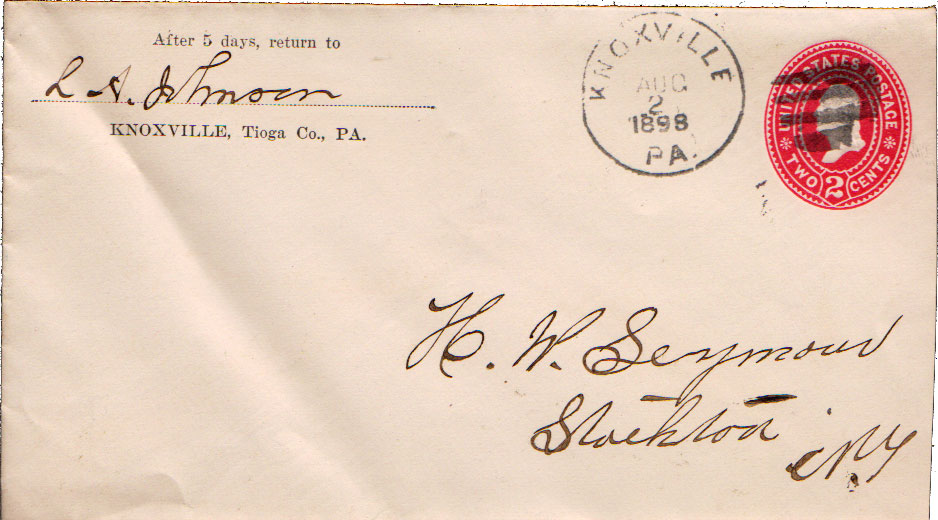 After 5 days, return to
L A. Johnson
KNOXVILLE, Tioga Co., PA.
KNOXVILLE
AUG
2
1898
PA.
UNITED STATES POSTAGE
TWO 2 CENTS
H. W. Seymour
Stockton
N Y